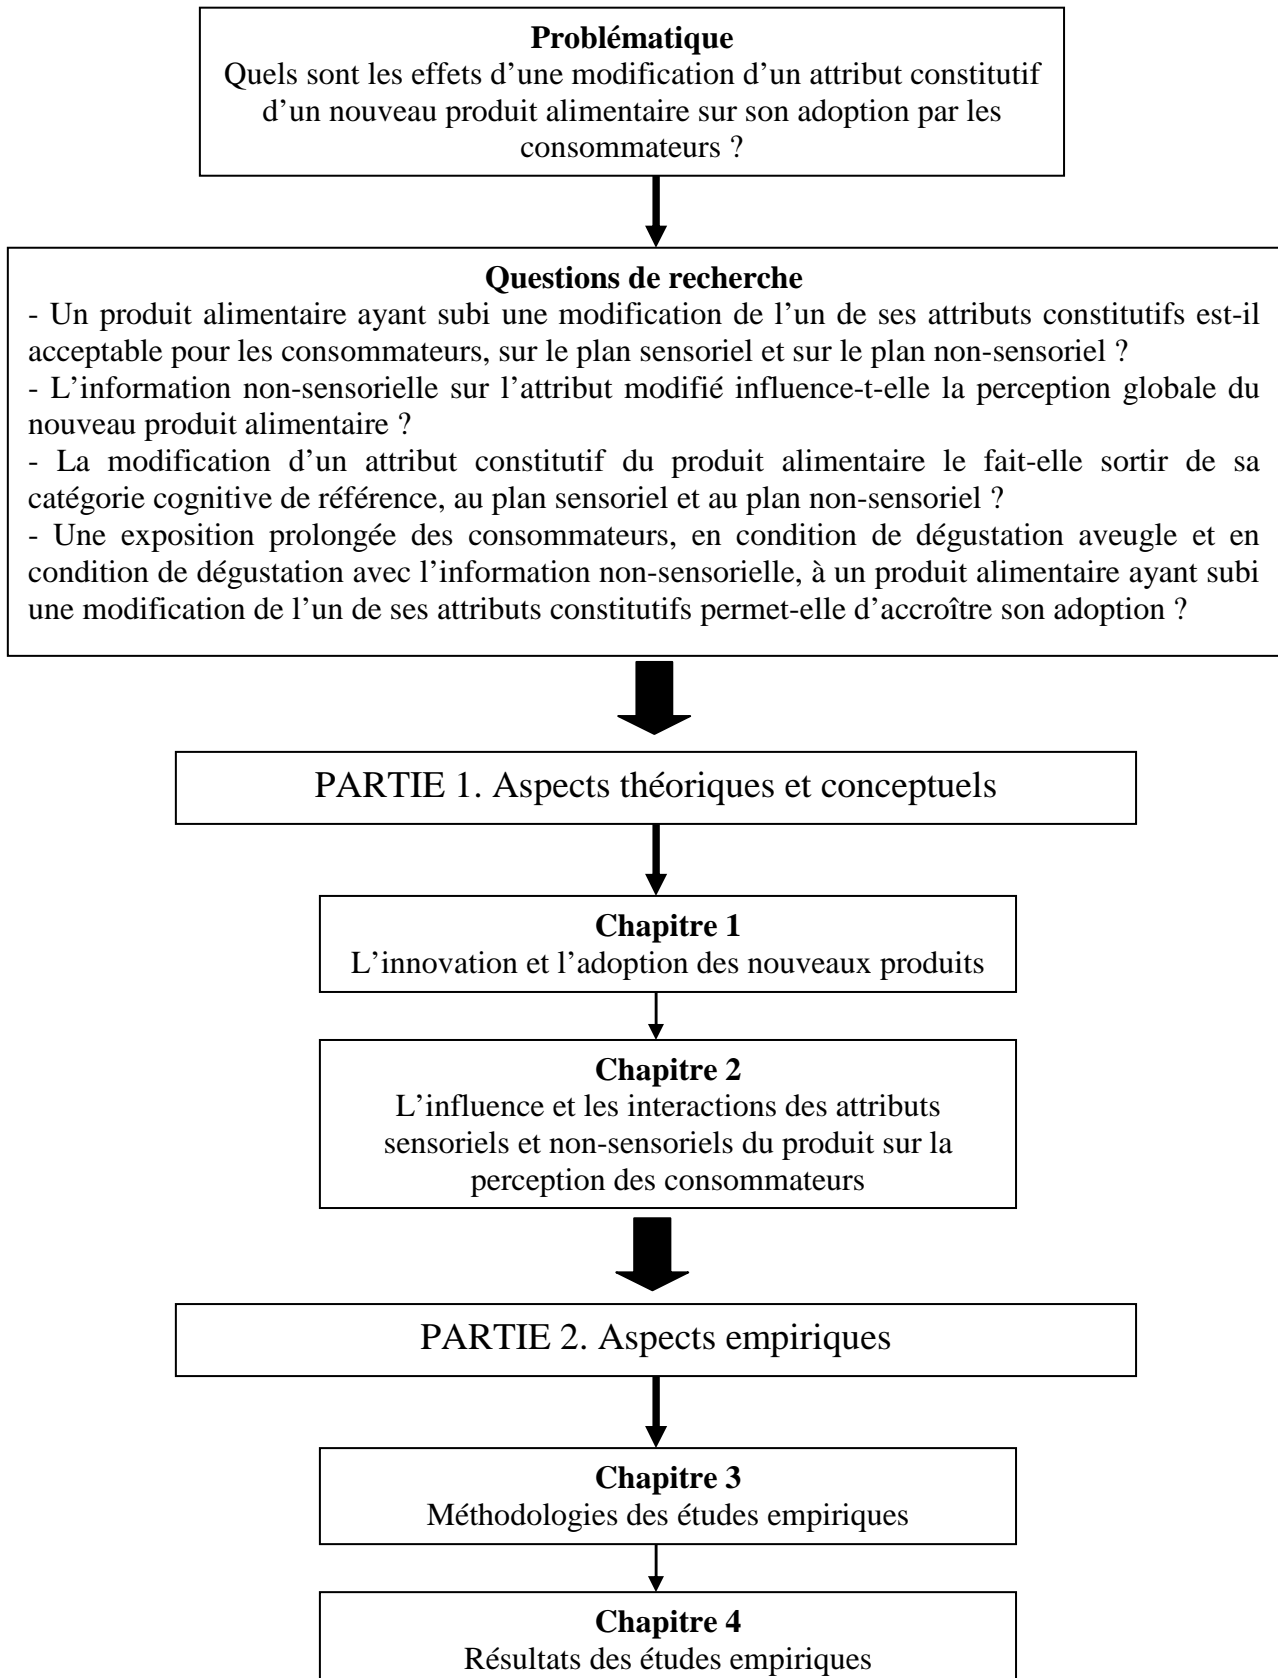 Problématique
Quels sont les effets d’une modification d’un attribut constitutif
d’un nouveau produit alimentaire sur son adoption par les
consommateurs ?
Questions de recherche
- Un produit alimentaire ayant subi une modification de l’un de ses attributs constitutifs est-il
acceptable pour les consommateurs, sur le plan sensoriel et sur le plan non-sensoriel ?
- L’information non-sensorielle sur l’attribut modifié influence-t-elle la perception globale du
nouveau produit alimentaire ?
- La modification d’un attribut constitutif du produit alimentaire le fait-elle sortir de sa
catégorie cognitive de référence, au plan sensoriel et au plan non-sensoriel ?
- Une exposition prolongée des consommateurs, en condition de dégustation aveugle et en
condition de dégustation avec l’information non-sensorielle, à un produit alimentaire ayant subi
une modification de l’un de ses attributs constitutifs permet-elle d’accroître son adoption ?
PARTIE 1. Aspects théoriques et conceptuels
Chapitre 1
L’innovation et l’adoption des nouveaux produits
Chapitre 2
L’influence et les interactions des attributs
sensoriels et non-sensoriels du produit sur la
perception des consommateurs
PARTIE 2. Aspects empiriques
Chapitre 3
Méthodologies des études empiriques
Chapitre 4
Résultats des études empiriques